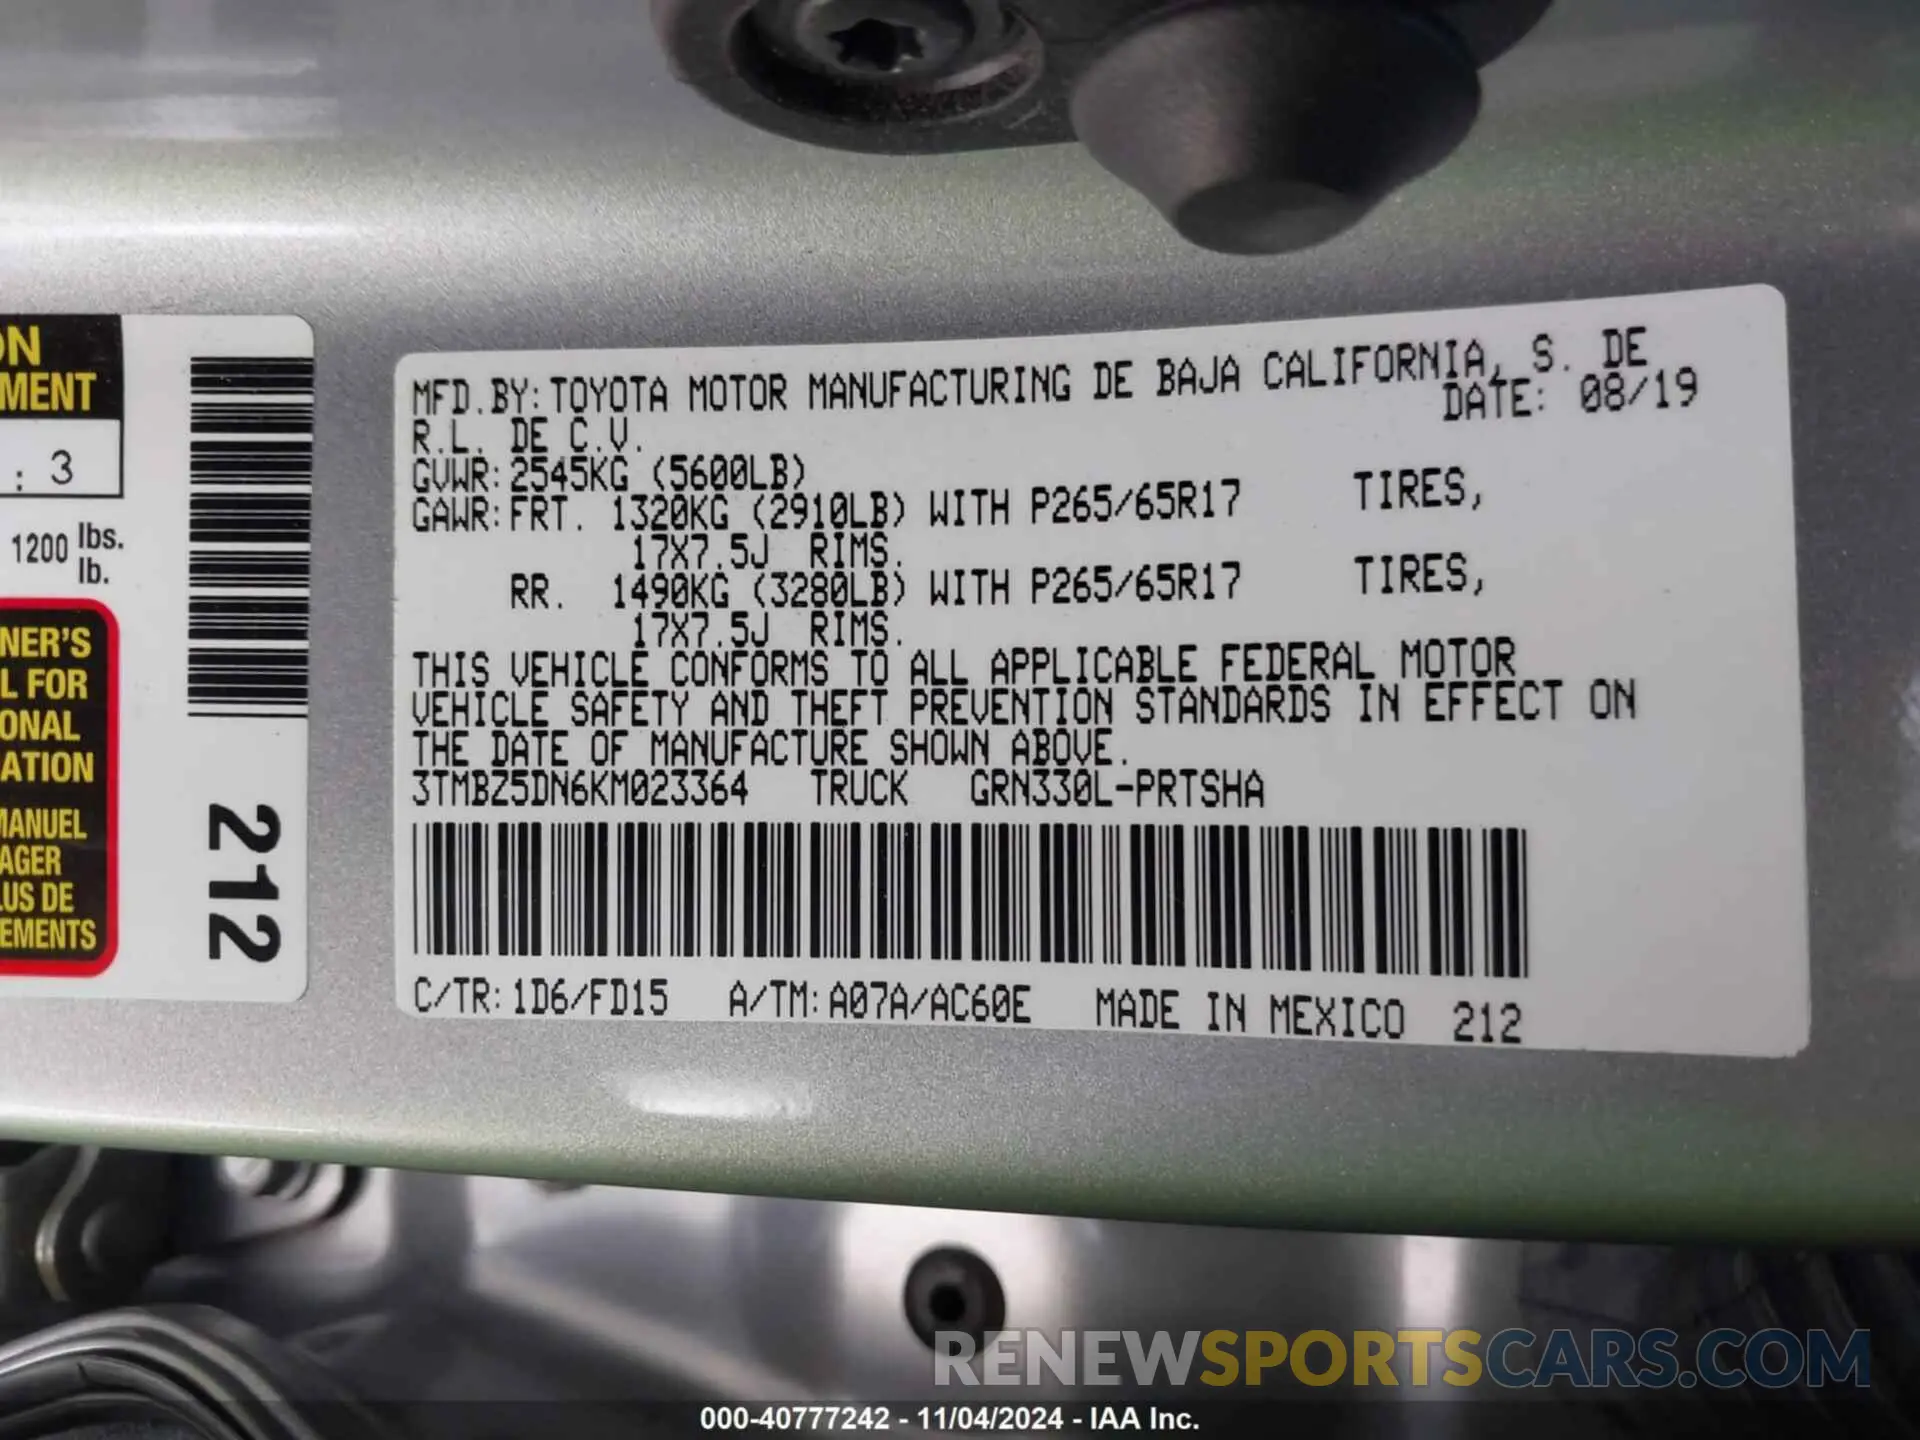 ON
MENT
: 3
1200 lbs.
lb.
NER'S
L FOR
ONAL
ATION
MANUEL
AGER
LUS DE
EMENTS
212
MFD.BY:TOYOTA MOTOR MANUFACTURING DE BAJA CALIFORNIA, S. DE
R.L. DE C.V. DATE: 08/19
GVWR:2545KG (5600LB)
GAWR:FRT. 1320KG (2910LB) WITH P265/65R17 TIRES,
17X7.5J RIMS.
RR. 1490KG (3280LB) WITH P265/65R17 TIRES,
17X7.5J RIMS.
THIS VEHICLE CONFORMS TO ALL APPLICABLE FEDERAL MOTOR
VEHICLE SAFETY AND THEFT PREVENTION STANDARDS IN EFFECT ON
THE DATE OF MANUFACTURE SHOWN ABOVE.
3TMBZ5DN6KM023364 TRUCK GRN330L-PRTSHA
C/TR:1D6/FD15 A/TM:A07A/AC60E MADE IN MEXICO 212
RENEWSPORTSCARS.COM
000-40777242 - 11/04/2024 - IAA Inc.